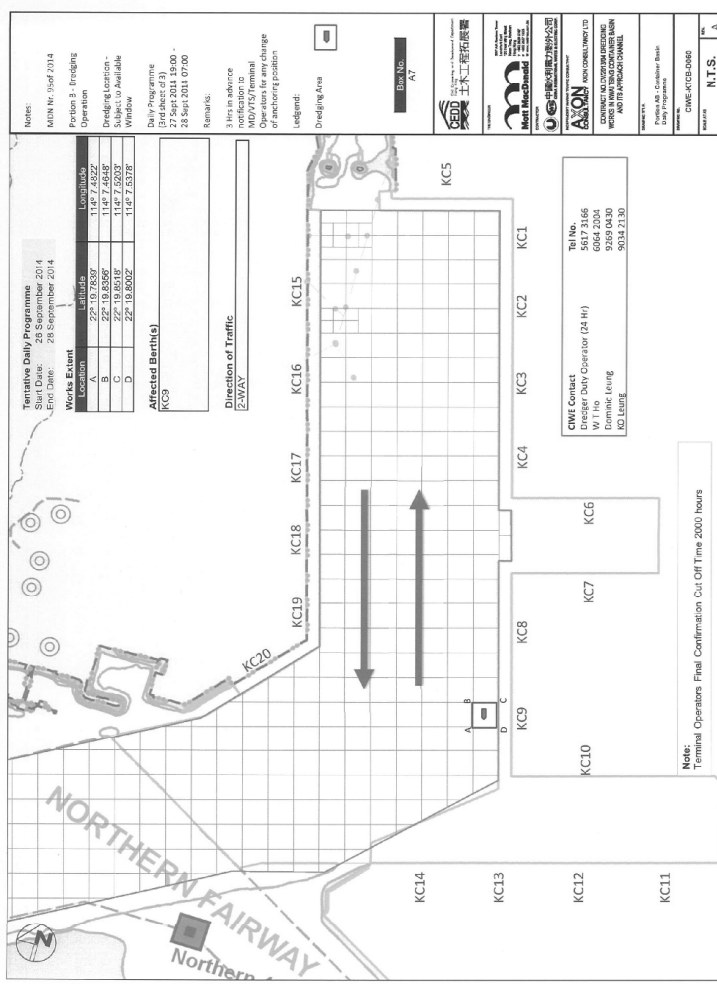 Tentative Daily Programme
Start Date: 26 September 2014
End Date: 28 September 2014
Works Extent
Location Latitude Longitude
A 22° 19.7839' 114° 7.4822'
B 22° 19.8356' 114° 7.4648'
C 22° 19.8518' 114° 7.5203'
D 22° 19.8002' 114° 7.5378'
Affected Berth(s)
KC9
Direction of Traffic
2-WAY
Notes:
MDN Nr. 95of 2014
Portion B - Dredging
Operation
Dredging Location -
Subject to Available
Window
Daily Programme
(3rd sheet of 3)
27 Sept 2014 19:00 -
28 Sept 2014 07:00
Remarks:
3 Hrs in advance
notification to
MD/VTS/Terminal
Operators for any change
of anchoring position
Ledgend:
Dredging Area
Box No.
A7
CEDD 土木工程拓展署
Mott MacDonald
AXON
CONTRACT NO. CV/2013/04 DREDGING
WORKS IN KWAI TSING CONTAINER BASIN
AND ITS APPROACH CHANNEL
Portion AB - Container Basin
Daily Programme
CIWE-KTCB-D060
N.T.S.
A
NORTHERN FAIRWAY
Northern
N
KC20
KC19
KC18
KC17
KC16
KC15
KC5
A
B
C
D
KC14
KC13
KC12
KC11
KC10
KC9
KC8
KC7
KC6
KC4
KC3
KC2
KC1
CIWE Contact Tel No.
Dredger Duty Operator (24 Hr) 5617 3166
W T Ho 6064 2004
Dominic Leung 9269 0430
KO Leung 9034 2130
Note:
Terminal Operators Final Confirmation Cut Off Time 2000 hours